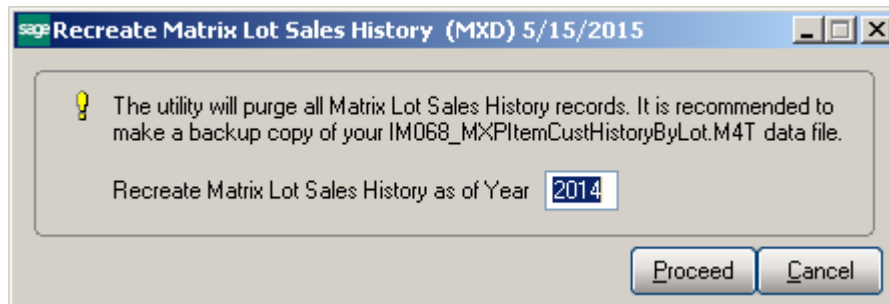 sage Recreate Matrix Lot Sales History (MXD) 5/15/2015
The utility will purge all Matrix Lot Sales History records. It is recommended to
make a backup copy of your IM068_MXPItemCustHistoryByLot.M4T data file.
Recreate Matrix Lot Sales History as of Year 2014
Proceed Cancel